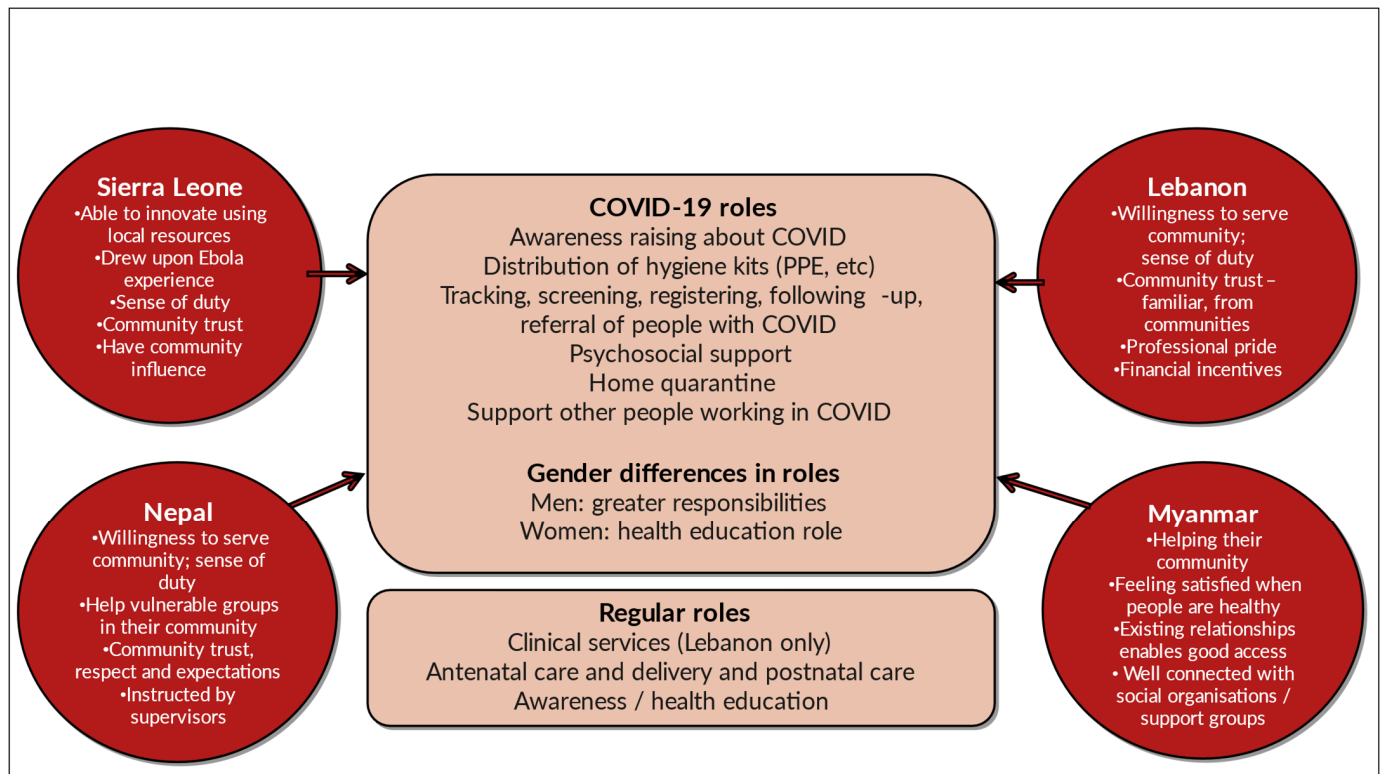 Sierra Leone
•Able to innovate using
local resources
•Drew upon Ebola
experience
•Sense of duty
•Community trust
•Have community
influence
Nepal
•Willingness to serve
community; sense of
duty
•Help vulnerable groups
in their community
•Community trust,
respect and expectations
•Instructed by
supervisors
COVID-19 roles
Awareness raising about COVID
Distribution of hygiene kits (PPE, etc)
Tracking, screening, registering, following -up,
referral of people with COVID
Psychosocial support
Home quarantine
Support other people working in COVID
Gender differences in roles
Men: greater responsibilities
Women: health education role
Regular roles
Clinical services (Lebanon only)
Antenatal care and delivery and postnatal care
Awareness / health education
Lebanon
•Willingness to serve
community;
sense of duty
•Community trust –
familiar, from
communities
•Professional pride
•Financial incentives
Myanmar
•Helping their
community
•Feeling satisfied when
people are healthy
•Existing relationships
enables good access
• Well connected with
social organisations /
support groups